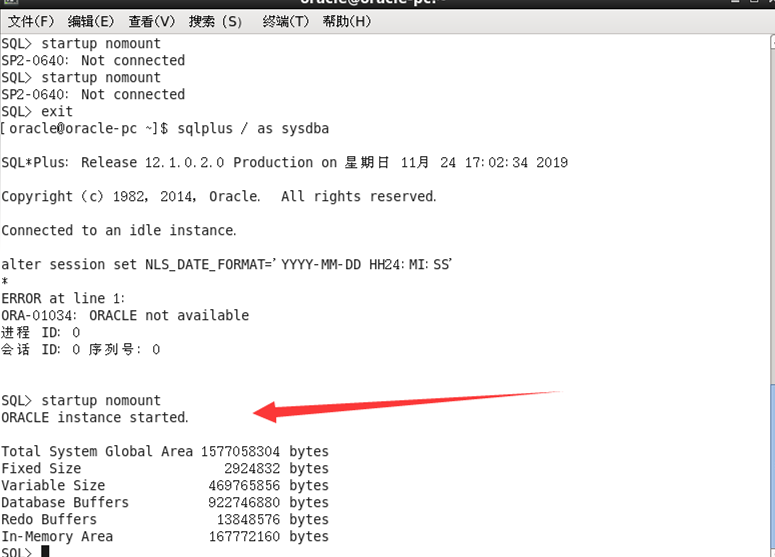 oracle@oracle-pc:~
文件(F) 编辑(E) 查看(V) 搜索 (S) 终端(T) 帮助(H)
SQL> startup nomount
SP2-0640: Not connected
SQL> startup nomount
SP2-0640: Not connected
SQL> exit
[oracle@oracle-pc ~]$ sqlplus / as sysdba
SQL*Plus: Release 12.1.0.2.0 Production on 星期日 11月 24 17:02:34 2019
Copyright (c) 1982, 2014, Oracle.  All rights reserved.
Connected to an idle instance.
alter session set NLS_DATE_FORMAT='YYYY-MM-DD HH24:MI:SS'
*
ERROR at line 1:
ORA-01034: ORACLE not available
进程 ID: 0
会话 ID: 0 序列号: 0
SQL> startup nomount
ORACLE instance started.
Total System Global Area 1577058304 bytes
Fixed Size 2924832 bytes
Variable Size 469765856 bytes
Database Buffers 922746880 bytes
Redo Buffers 13848576 bytes
In-Memory Area 167772160 bytes
SQL>